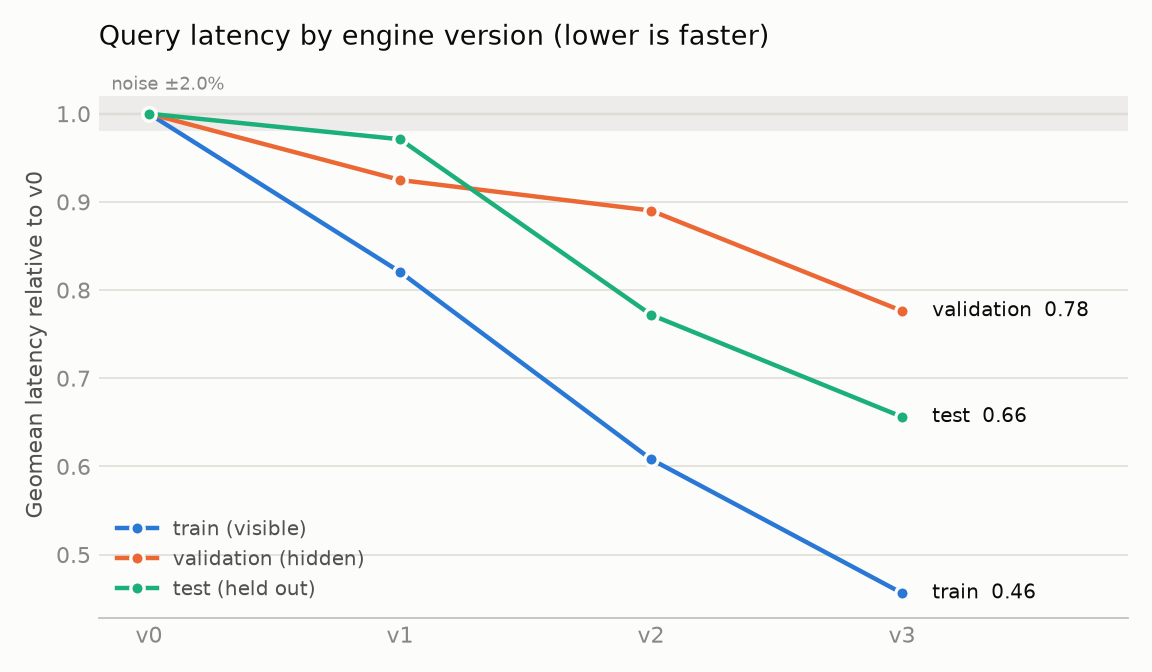 Query latency by engine version (lower is faster)
noise ±2.0%
Geomean latency relative to v0
1.0
0.9
0.8
0.7
0.6
0.5
validation  0.78
test  0.66
train  0.46
train (visible)
validation (hidden)
test (held out)
v0
v1
v2
v3